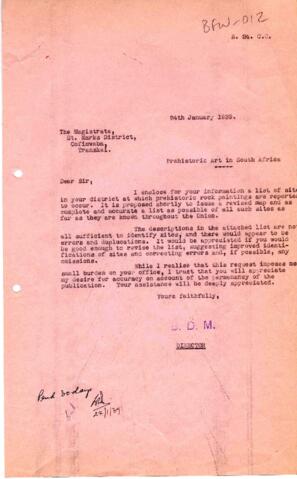 BFW-012
B. 24. C.C.
24th January 1939.
The Magistrate,
St. Marks District,
Cofimvaba,
Transkei.
Prehistoric Art in South Africa
Dear Sir,
I enclose for your information a list of sites
in your district at which prehistoric rock paintings are reported
to occur. It is proposed shortly to issue a revised map and as
complete and accurate a list as possible of all such sites as
far as they are known throughout the Union.
The descriptions in the attached list are not
all sufficient to identify sites, and there would appear to be
errors and duplications. It would be appreciated if you would
be good enough to revise the list, suggesting improved identi-
fications of sites and correcting errors and, if possible, any
omissions.
While I realise that this request imposes no
small burden on your office, I trust that you will appreciate
my desire for accuracy on account of the permanency of the
publication. Your assistance will be deeply appreciated.
Yours faithfully,
B. D. M.
DIRECTOR
30 days